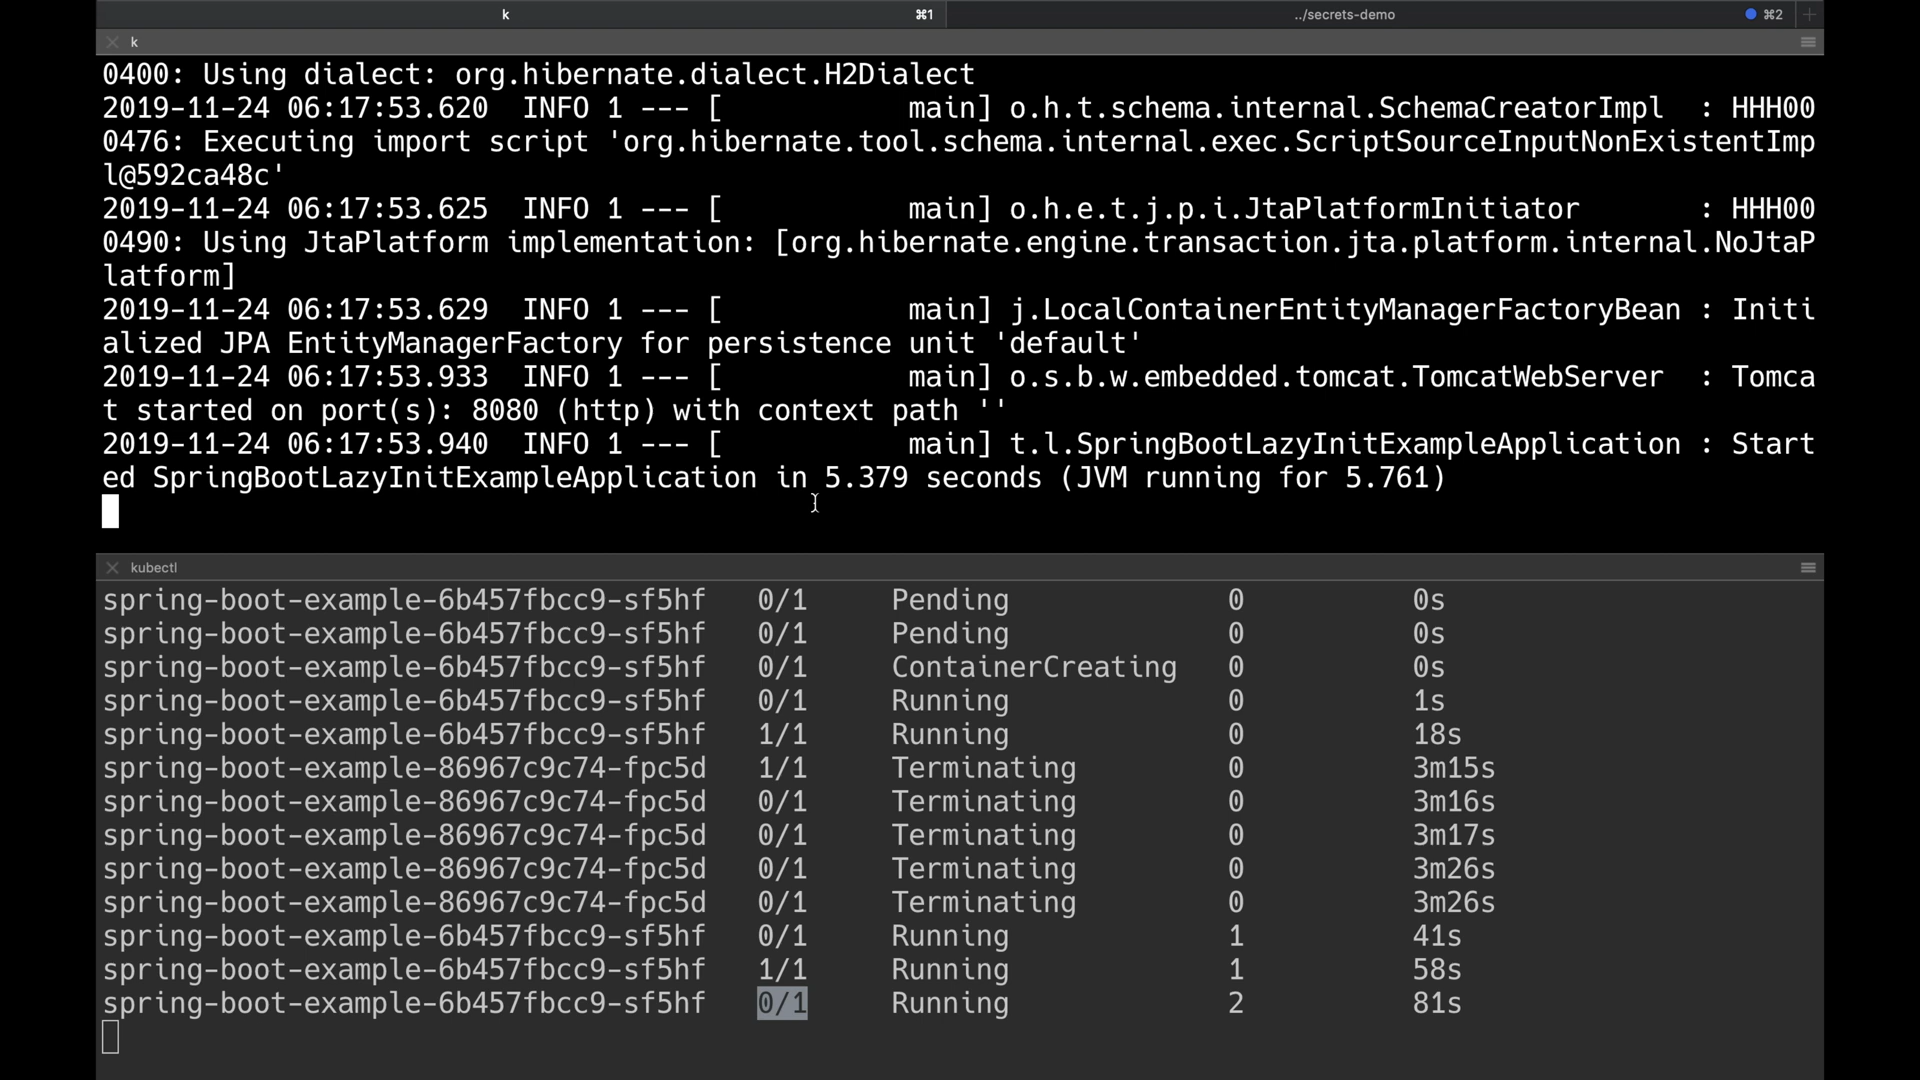 k ⌘1 ../secrets-demo ⌘2
k
0400: Using dialect: org.hibernate.dialect.H2Dialect
2019-11-24 06:17:53.620  INFO 1 --- [           main] o.h.t.schema.internal.SchemaCreatorImpl  : HHH00
0476: Executing import script 'org.hibernate.tool.schema.internal.exec.ScriptSourceInputNonExistentImp
l@592ca48c'
2019-11-24 06:17:53.625  INFO 1 --- [           main] o.h.e.t.j.p.i.JtaPlatformInitiator       : HHH00
0490: Using JtaPlatform implementation: [org.hibernate.engine.transaction.jta.platform.internal.NoJtaP
latform]
2019-11-24 06:17:53.629  INFO 1 --- [           main] j.LocalContainerEntityManagerFactoryBean : Initi
alized JPA EntityManagerFactory for persistence unit 'default'
2019-11-24 06:17:53.933  INFO 1 --- [           main] o.s.b.w.embedded.tomcat.TomcatWebServer  : Tomca
t started on port(s): 8080 (http) with context path ''
2019-11-24 06:17:53.940  INFO 1 --- [           main] t.l.SpringBootLazyInitExampleApplication : Start
ed SpringBootLazyInitExampleApplication in 5.379 seconds (JVM running for 5.761)
kubectl
spring-boot-example-6b457fbcc9-sf5hf   0/1     Pending             0          0s
spring-boot-example-6b457fbcc9-sf5hf   0/1     Pending             0          0s
spring-boot-example-6b457fbcc9-sf5hf   0/1     ContainerCreating   0          0s
spring-boot-example-6b457fbcc9-sf5hf   0/1     Running             0          1s
spring-boot-example-6b457fbcc9-sf5hf   1/1     Running             0          18s
spring-boot-example-86967c9c74-fpc5d   1/1     Terminating         0          3m15s
spring-boot-example-86967c9c74-fpc5d   0/1     Terminating         0          3m16s
spring-boot-example-86967c9c74-fpc5d   0/1     Terminating         0          3m17s
spring-boot-example-86967c9c74-fpc5d   0/1     Terminating         0          3m26s
spring-boot-example-86967c9c74-fpc5d   0/1     Terminating         0          3m26s
spring-boot-example-6b457fbcc9-sf5hf   0/1     Running             1          41s
spring-boot-example-6b457fbcc9-sf5hf   1/1     Running             1          58s
spring-boot-example-6b457fbcc9-sf5hf   0/1     Running             2          81s